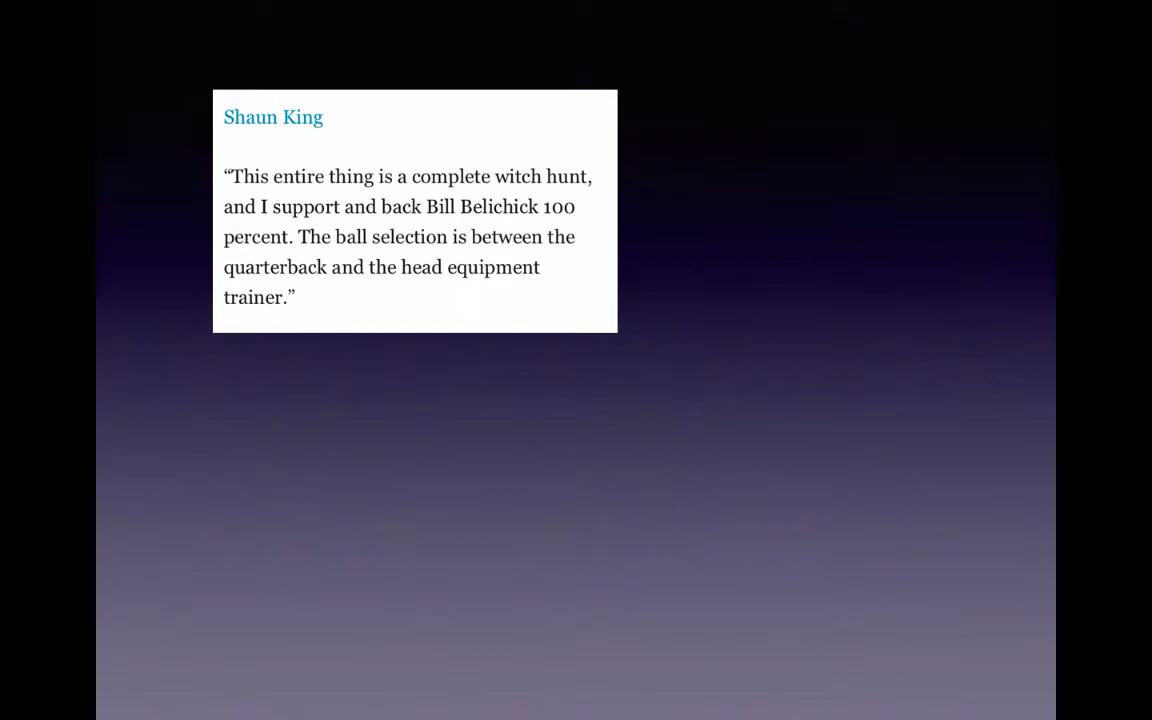 Shaun King
“This entire thing is a complete witch hunt,
and I support and back Bill Belichick 100
percent. The ball selection is between the
quarterback and the head equipment
trainer.”